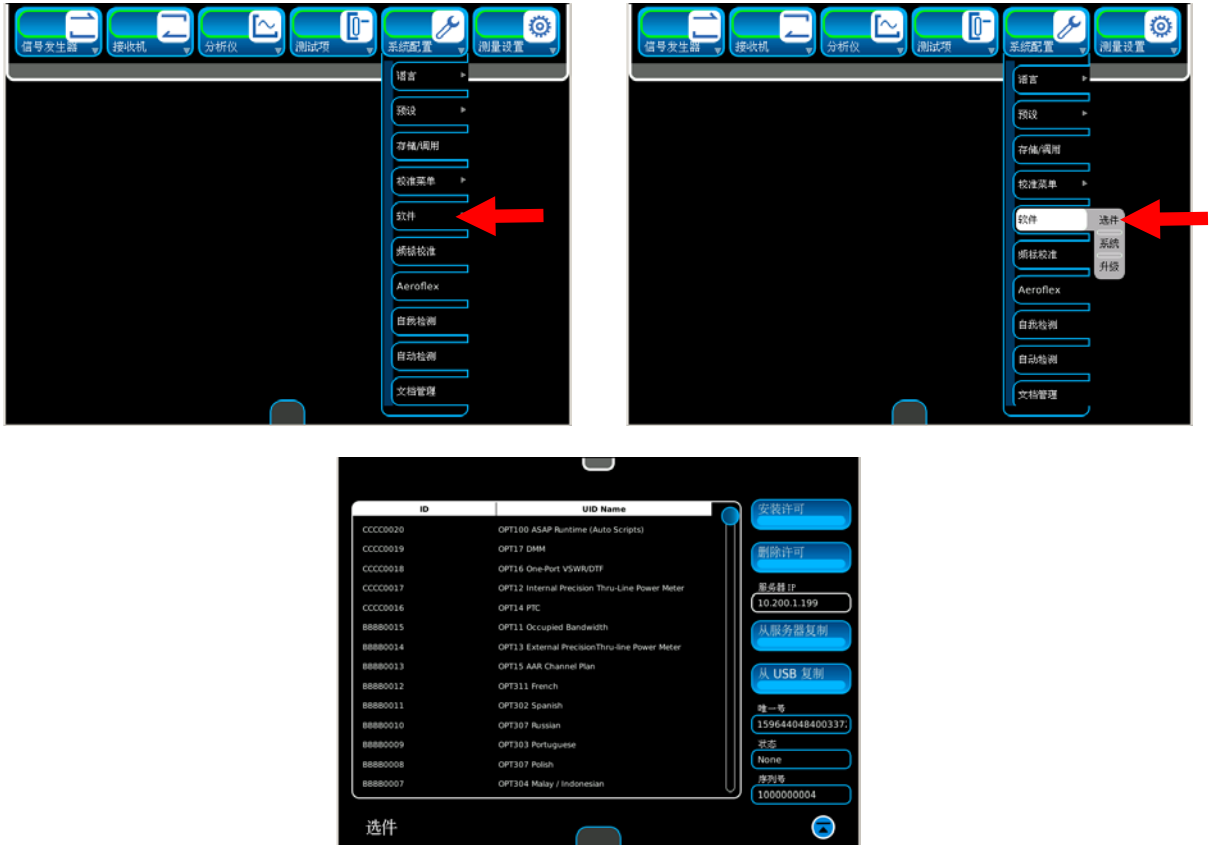 信号发生器 接收机 分析仪 测试项 系统配置 测量设置
语言
预设
存储/调用
校准菜单
软件
频标校准
Aeroflex
自我检测
自动检测
文档管理
信号发生器 接收机 分析仪 测试项 系统配置 测量设置
语言
预设
存储/调用
校准菜单
软件 选件
系统
频标校准
升级
Aeroflex
自我检测
自动检测
文档管理
ID UID Name
CCCC0020 OPT100 ASAP Runtime (Auto Scripts)
CCCC0019 OPT17 DMM
CCCC0018 OPT16 One-Port VSWR/DTF
CCCC0017 OPT12 Internal Precision Thru-Line Power Meter
CCCC0016 OPT14 PTC
BBBB0015 OPT11 Occupied Bandwidth
BBBB0014 OPT13 External PrecisionThru-line Power Meter
BBBB0013 OPT15 AAR Channel Plan
BBBB0012 OPT311 French
BBBB0011 OPT302 Spanish
BBBB0010 OPT307 Russian
BBBB0009 OPT303 Portuguese
BBBB0008 OPT307 Polish
BBBB0007 OPT304 Malay / Indonesian
安装许可
删除许可
服务器 IP
10.200.1.199
从服务器复制
从 USB 复制
唯一号
159644048400337
状态
None
序列号
1000000004
选件